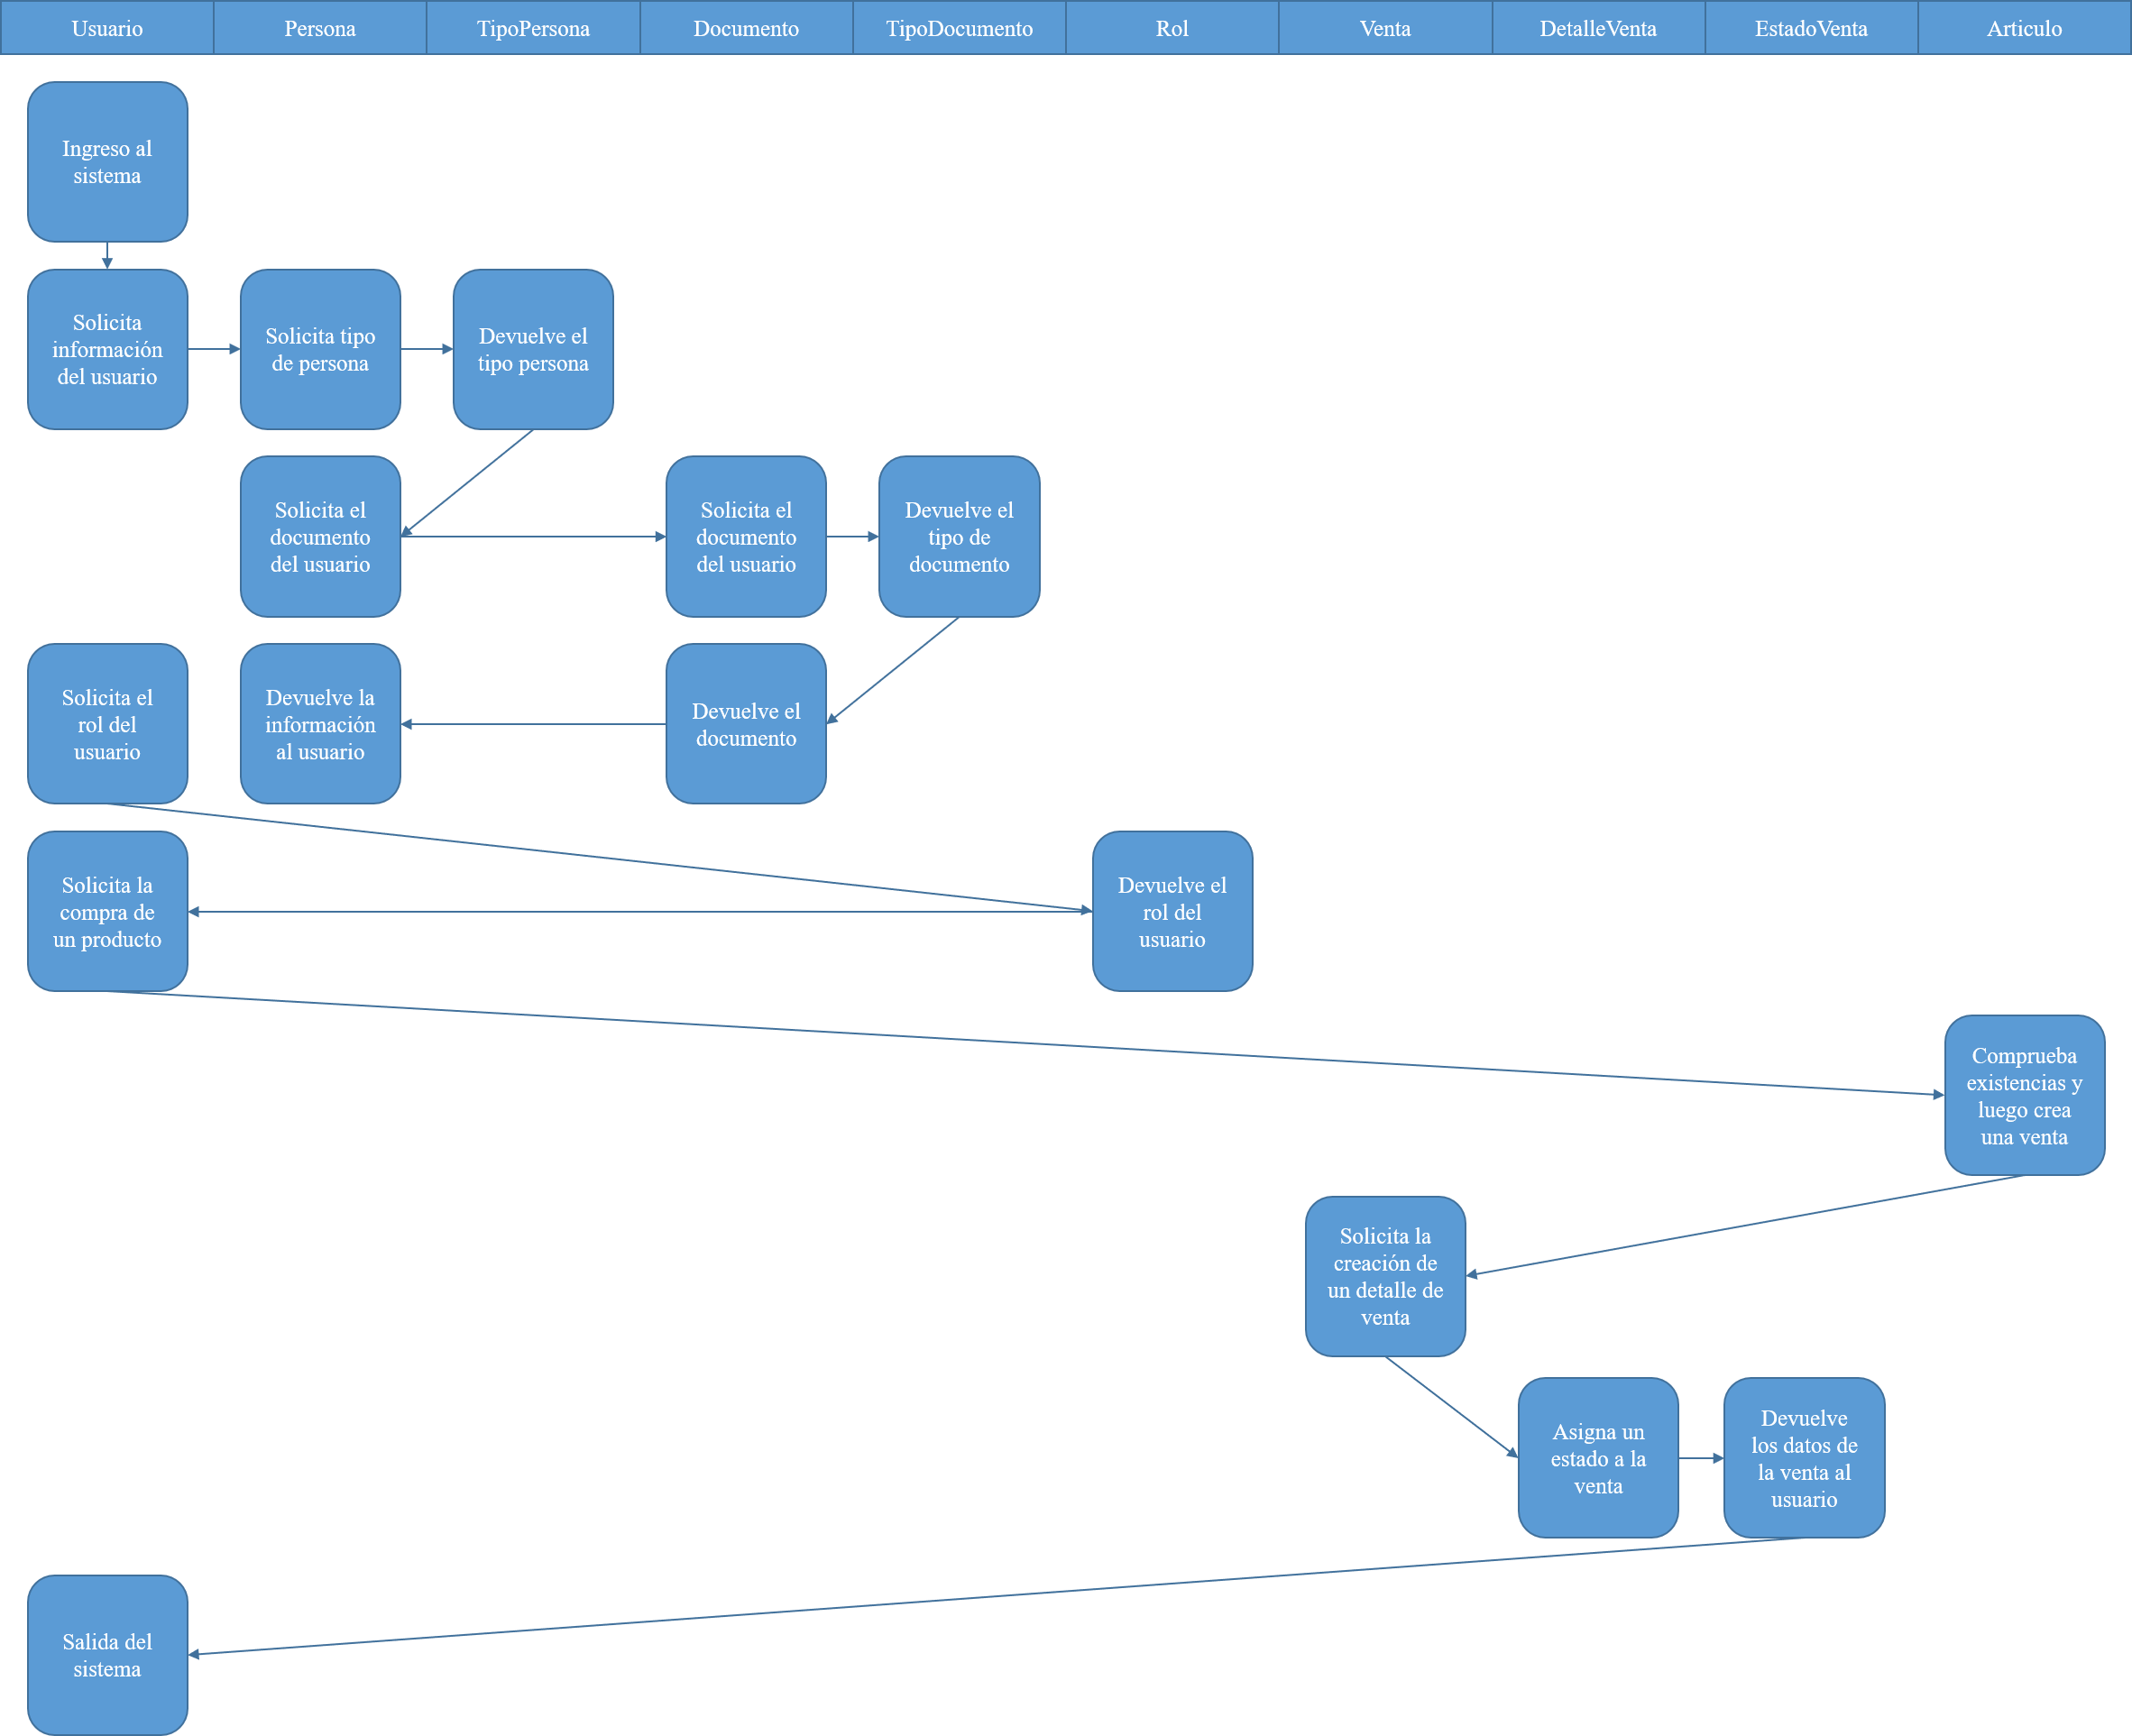 Usuario
Persona
TipoPersona
Documento
TipoDocumento
Rol
Venta
DetalleVenta
EstadoVenta
Articulo
Ingreso al
sistema
Solicita
información
del usuario
Solicita tipo
de persona
Devuelve el
tipo persona
Solicita el
documento
del usuario
Solicita el
documento
del usuario
Devuelve el
tipo de
documento
Solicita el
rol del
usuario
Devuelve la
información
al usuario
Devuelve el
documento
Solicita la
compra de
un producto
Devuelve el
rol del
usuario
Comprueba
existencias y
luego crea
una venta
Solicita la
creación de
un detalle de
venta
Asigna un
estado a la
venta
Devuelve
los datos de
la venta al
usuario
Salida del
sistema